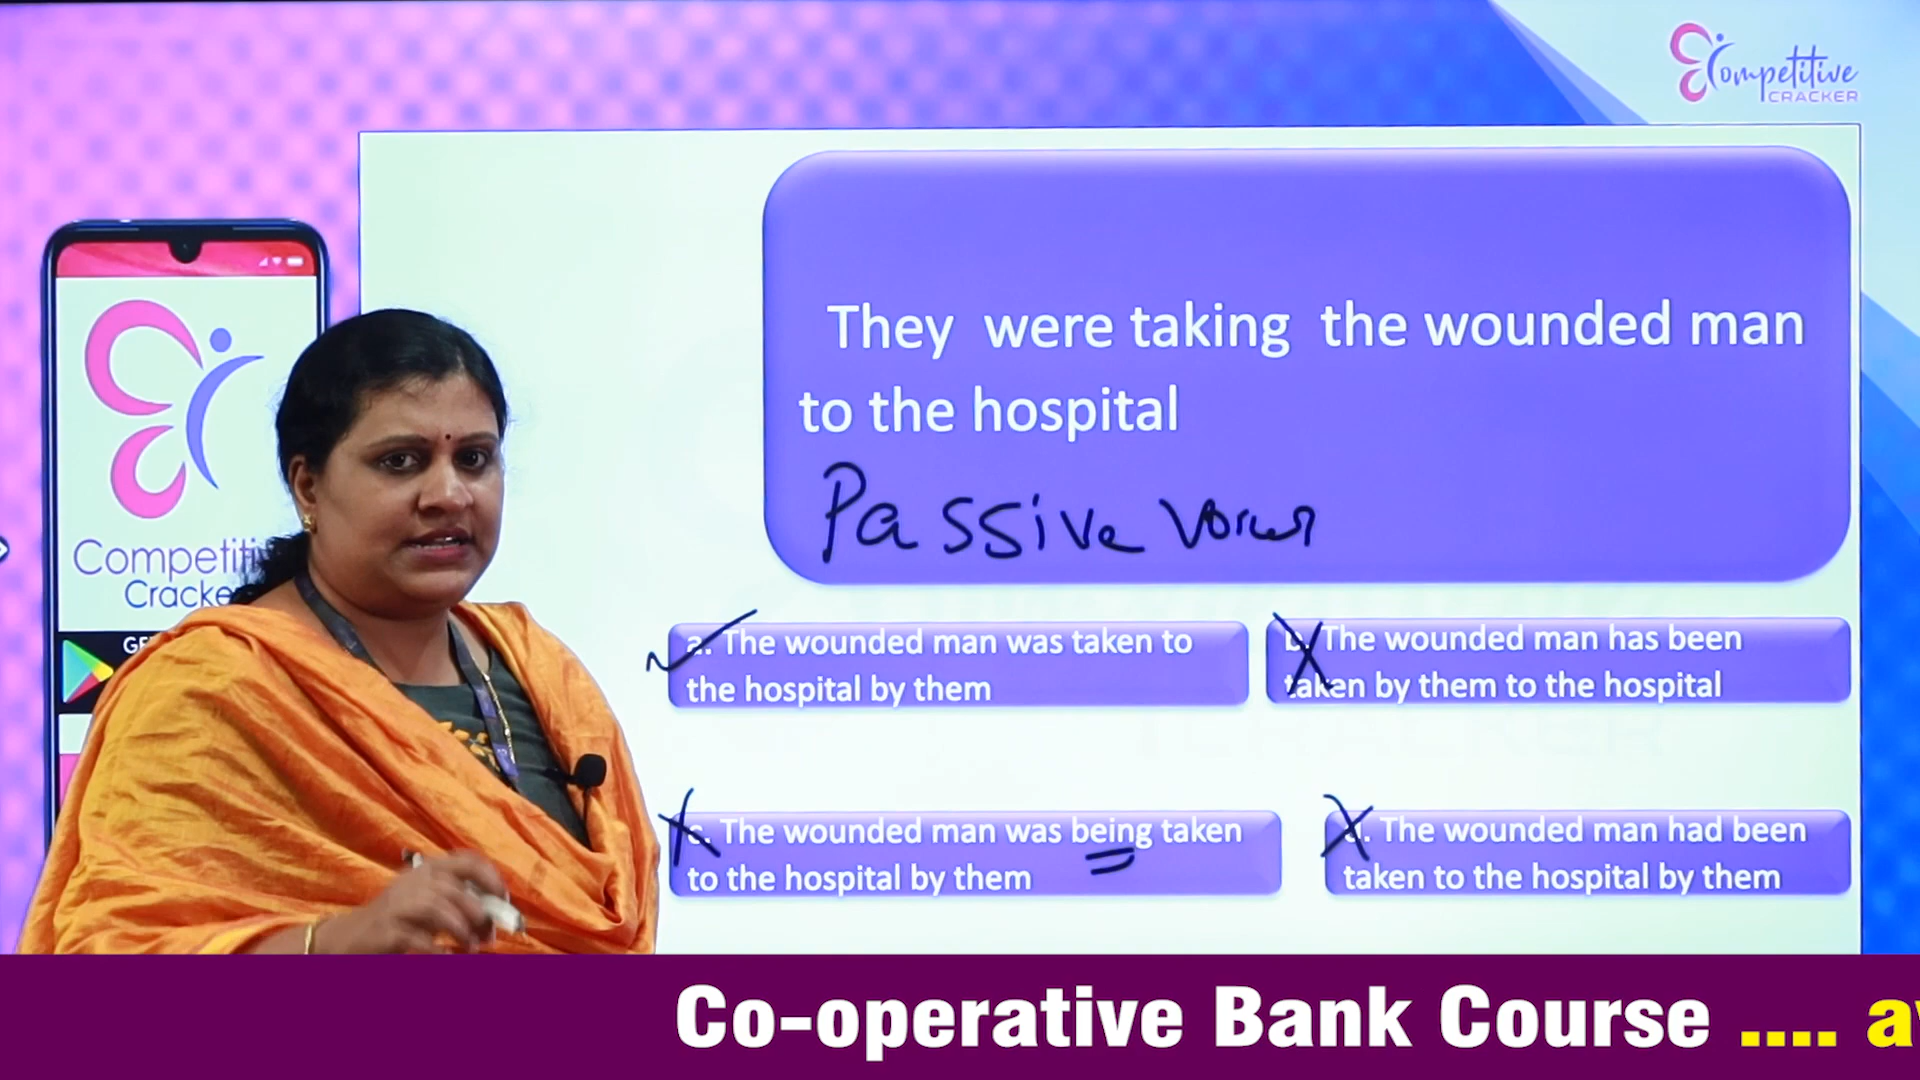 Competitive
CRACKER
They were taking the wounded man
to the hospital
Passive
a. The wounded man was taken to
the hospital by them
b. The wounded man has been
taken by them to the hospital
c. The wounded man was being taken
to the hospital by them
d. The wounded man had been
taken to the hospital by them
Competiti
Cracke
GE
Co-operative Bank Course .... av